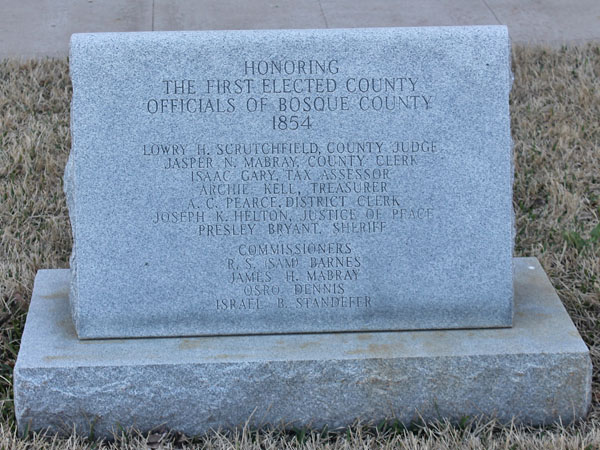 HONORING
THE FIRST ELECTED COUNTY
OFFICIALS OF BOSQUE COUNTY
1854
LOWRY H. SCRUTCHFIELD, COUNTY JUDGE
JASPER N. MABRAY, COUNTY CLERK
ISAAC GARY, TAX ASSESSOR
ARCHIE KELL, TREASURER
A. C. PEARCE, DISTRICT CLERK
JOSEPH K. HELTON, JUSTICE OF PEACE
PRESLEY BRYANT, SHERIFF
COMMISSIONERS
R. S. (SAM) BARNES
JAMES H. MABRAY
OSRO DENNIS
ISRAEL B. STANDEFER